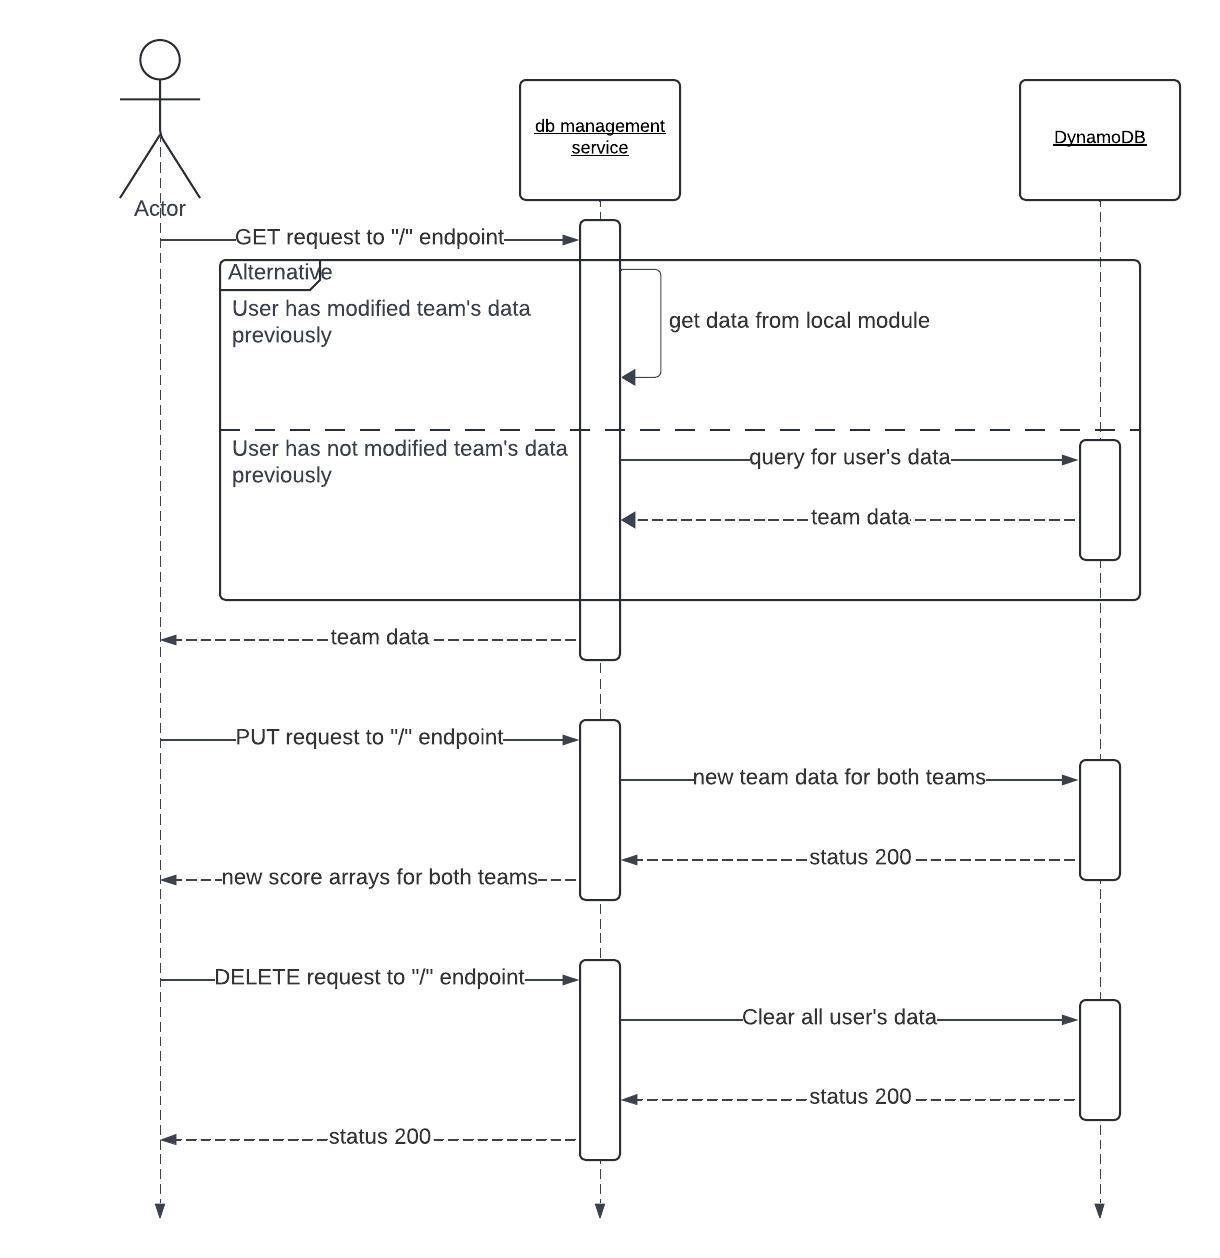 db management
service
DynamoDB
Actor
GET request to "/" endpoint
Alternative
User has modified team's data
previously
get data from local module
User has not modified team's data
previously
query for user's data
team data
team data
PUT request to "/" endpoint
new team data for both teams
status 200
new score arrays for both teams
DELETE request to "/" endpoint
Clear all user's data
status 200
status 200